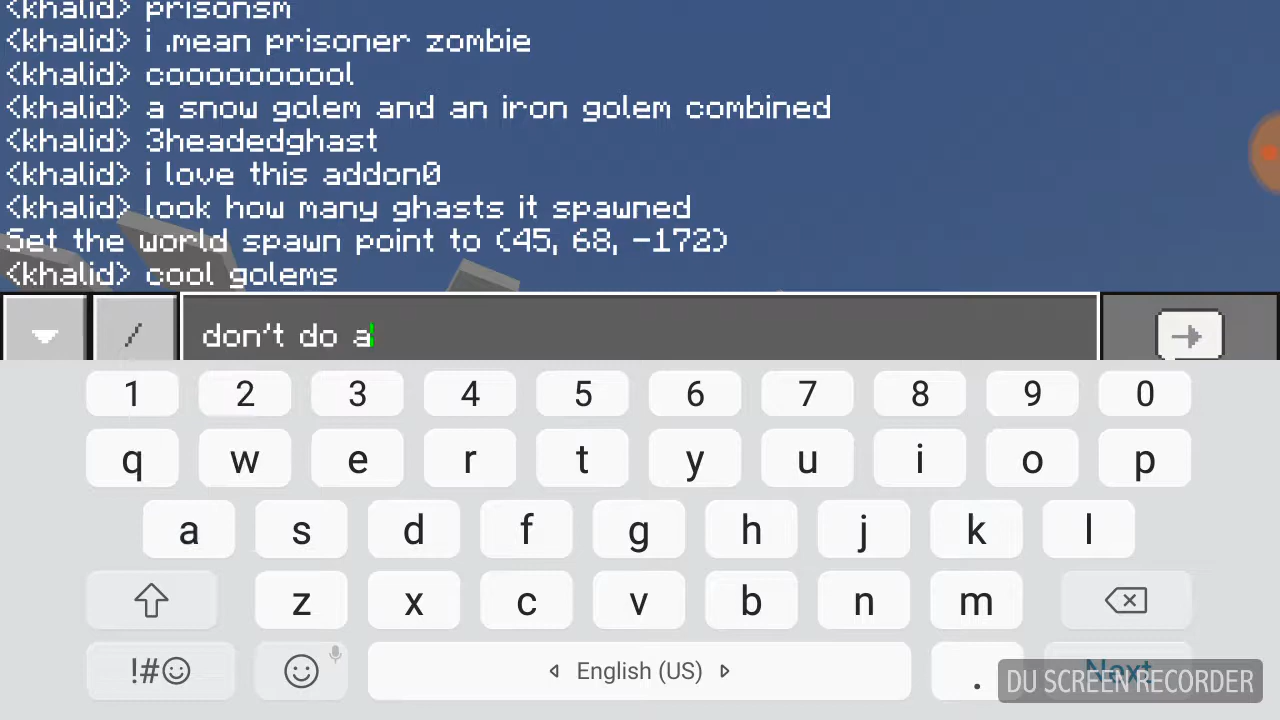 <khalid> prisonsm
<khalid> i .mean prisoner zombie
<khalid> coooooooool
<khalid> a snow golem and an iron golem combined
<khalid> 3headedghast
<khalid> i love this addon0
<khalid> look how many ghasts it spawned
Set the world spawn point to (45, 68, -172)
<khalid> cool golems
/ don't do a
1 2 3 4 5 6 7 8 9 0
q w e r t y u i o p
a s d f g h j k l
z x c v b n m
!#☺ English (US) . Next
DU SCREEN RECORDER